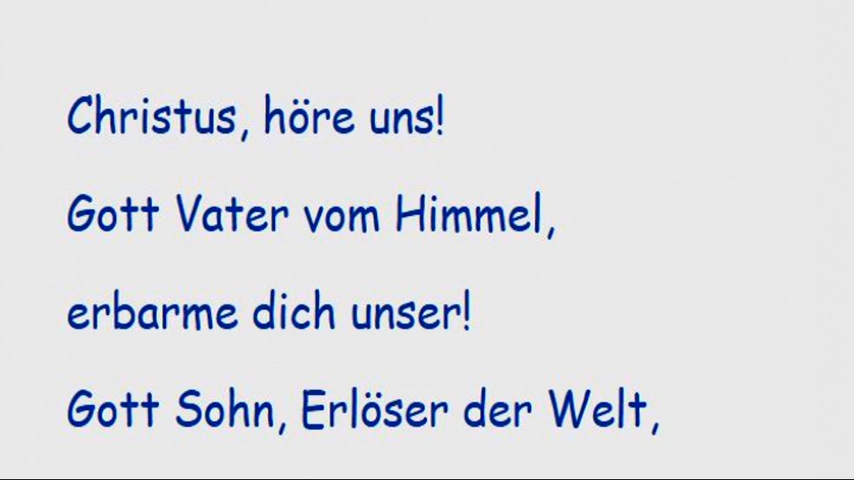 Christus, höre uns!
Gott Vater vom Himmel,
erbarme dich unser!
Gott Sohn, Erlöser der Welt,